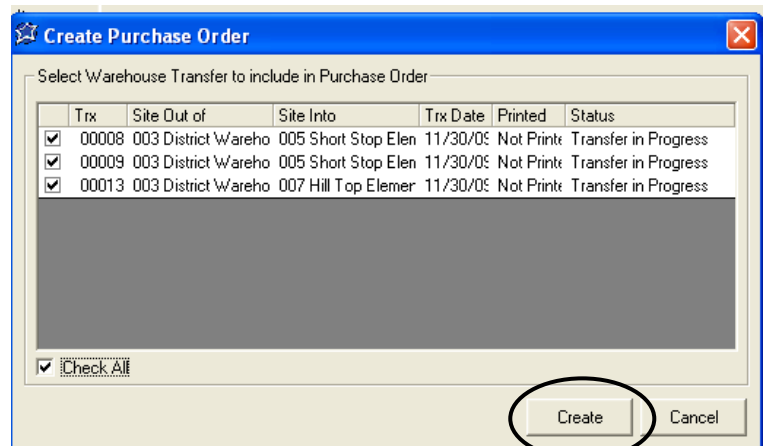 Create Purchase Order
Select Warehouse Transfer to include in Purchase Order
Trx Site Out of Site Into Trx Date Printed Status
00008 003 District Wareho 005 Short Stop Elen 11/30/09 Not Printe Transfer in Progress
00009 003 District Wareho 005 Short Stop Elen 11/30/09 Not Printe Transfer in Progress
00013 003 District Wareho 007 Hill Top Elemer 11/30/09 Not Printe Transfer in Progress
Check All
Create Cancel